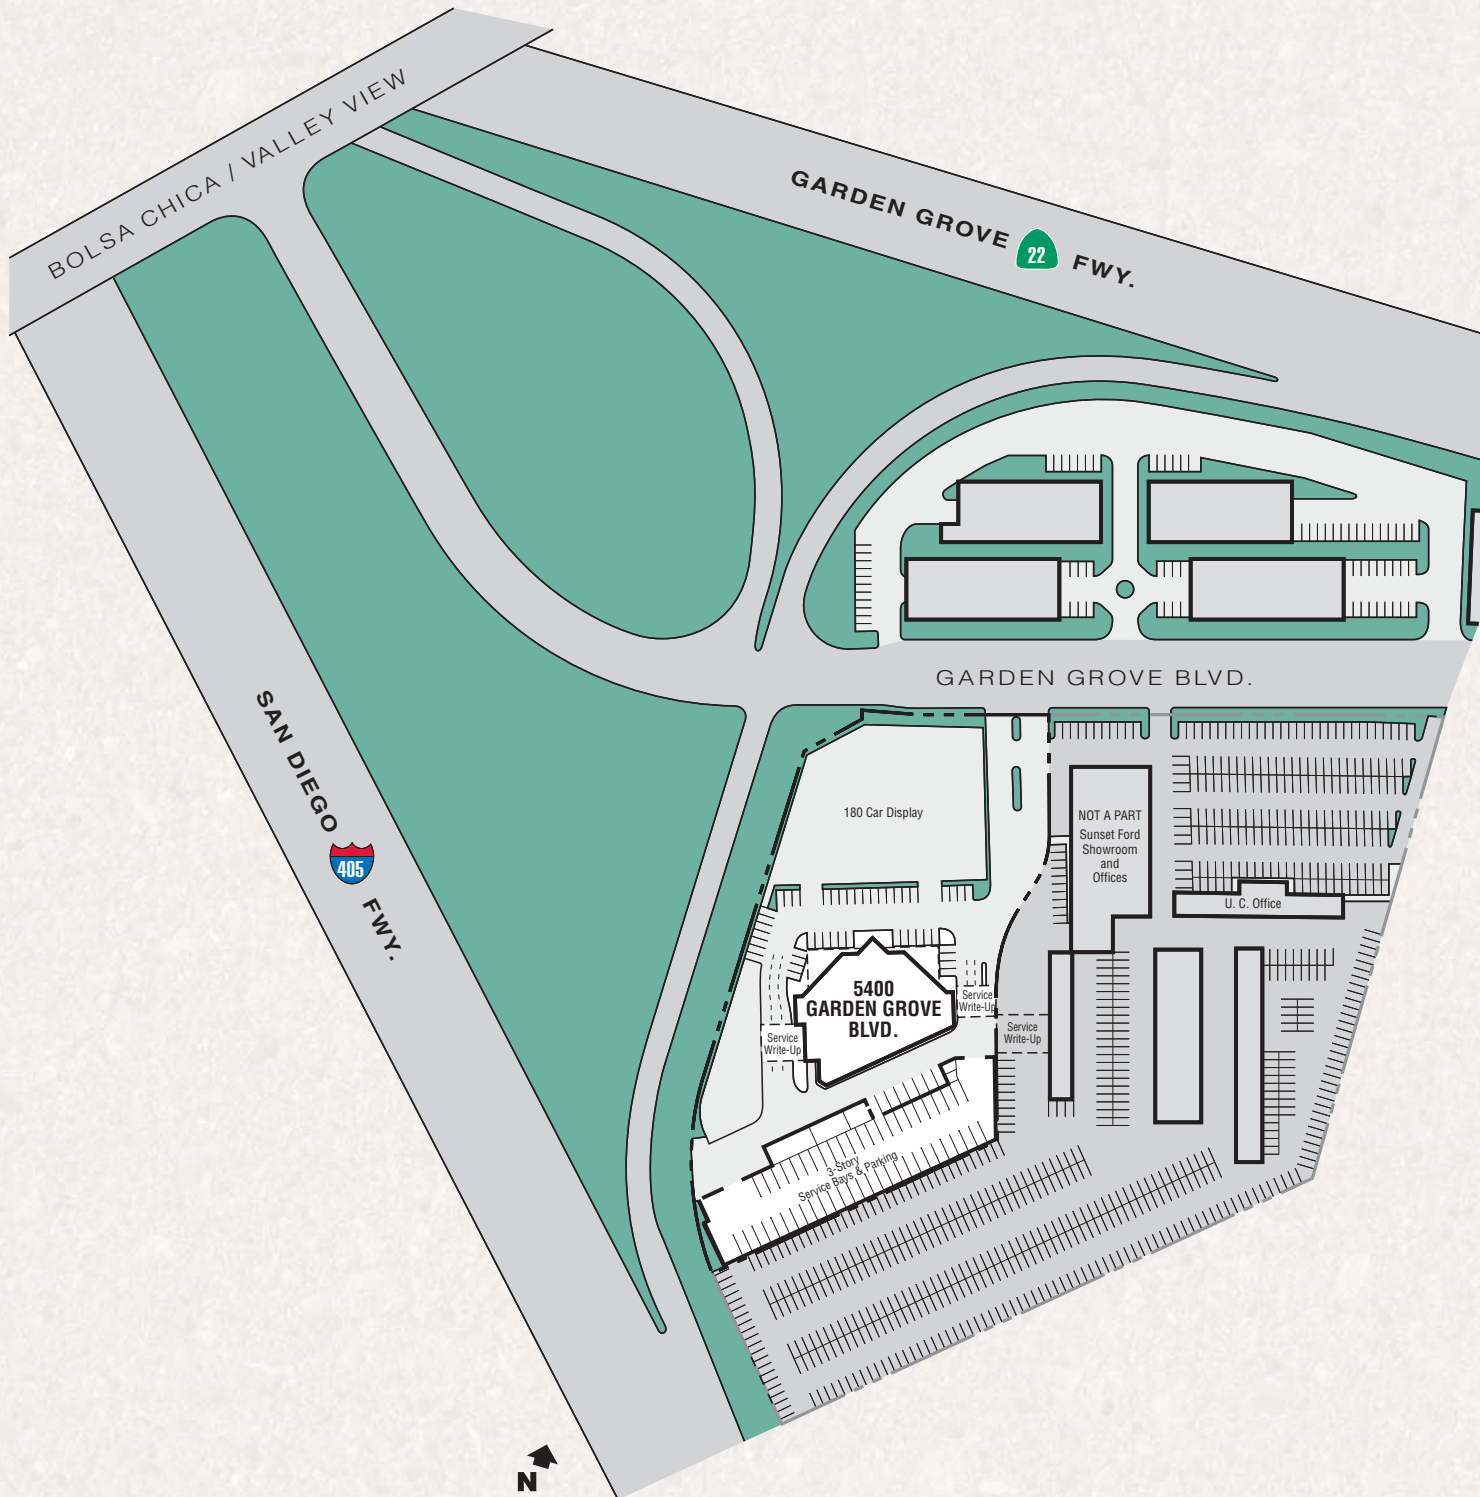 BOLSA CHICA / VALLEY VIEW
GARDEN GROVE 22 FWY.
GARDEN GROVE BLVD.
SAN DIEGO 405 FWY.
180 Car Display
NOT A PART
Sunset Ford
Showroom
and
Offices
U. C. Office
5400
GARDEN GROVE
BLVD.
Service
Write-Up
Service
Write-Up
Service
Write-Up
3-Story
Service Bays & Parking
N